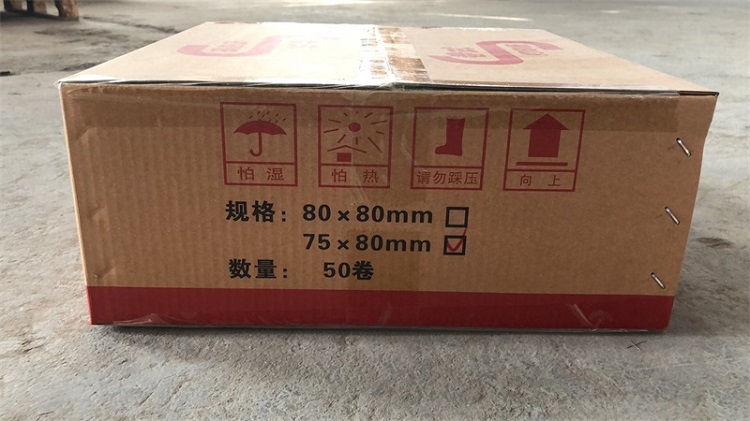 怕湿
怕热
请勿踩压
向上
规格：80×80mm
75×80mm
数量：50卷